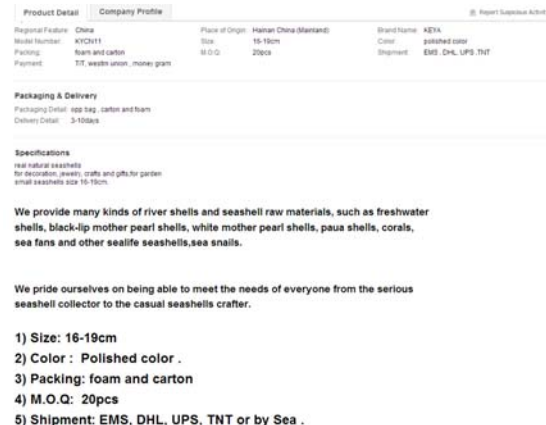 Product Detail Company Profile Report Suspicious Activit
Regional Feature: China Place of Origin: Hainan China (Mainland) Brand Name: KEYA
Model Number: KYCN11 Size: 16-19cm Color: polished color
Packing: foam and carton M.O.Q: 20pcs Shipment: EMS .DHL. UPS .TNT
Payment: T/T. westin union , money gram
Packaging & Delivery
Packaging Detail: opp bag , carton and foam
Delivery Detail: 3-10days
Specifications
real natural seashells
for decoration, jewelry, crafts and gifts,for garden
small seashells size 16-19cm.
We provide many kinds of river shells and seashell raw materials, such as freshwater
shells, black-lip mother pearl shells, white mother pearl shells, paua shells, corals,
sea fans and other sealife seashells,sea snails.
We pride ourselves on being able to meet the needs of everyone from the serious
seashell collector to the casual seashells crafter.
1) Size: 16-19cm
2) Color : Polished color .
3) Packing: foam and carton
4) M.O.Q: 20pcs
5) Shipment: EMS, DHL, UPS, TNT or by Sea .